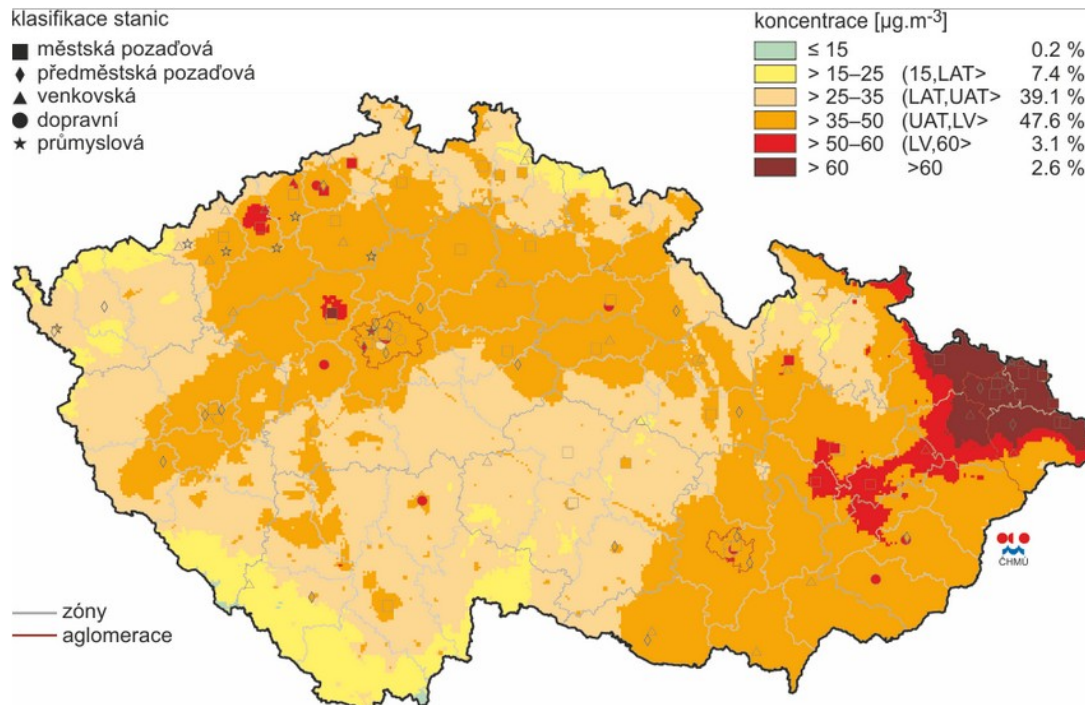 klasifikace stanic
městská pozaďová
předměstská pozaďová
venkovská
dopravní
průmyslová
koncentrace [µg.m-3]
≤ 15 0.2 %
> 15–25 (15,LAT> 7.4 %
> 25–35 (LAT,UAT> 39.1 %
> 35–50 (UAT,LV> 47.6 %
> 50–60 (LV,60> 3.1 %
> 60 >60 2.6 %
ČHMÚ
zóny
aglomerace